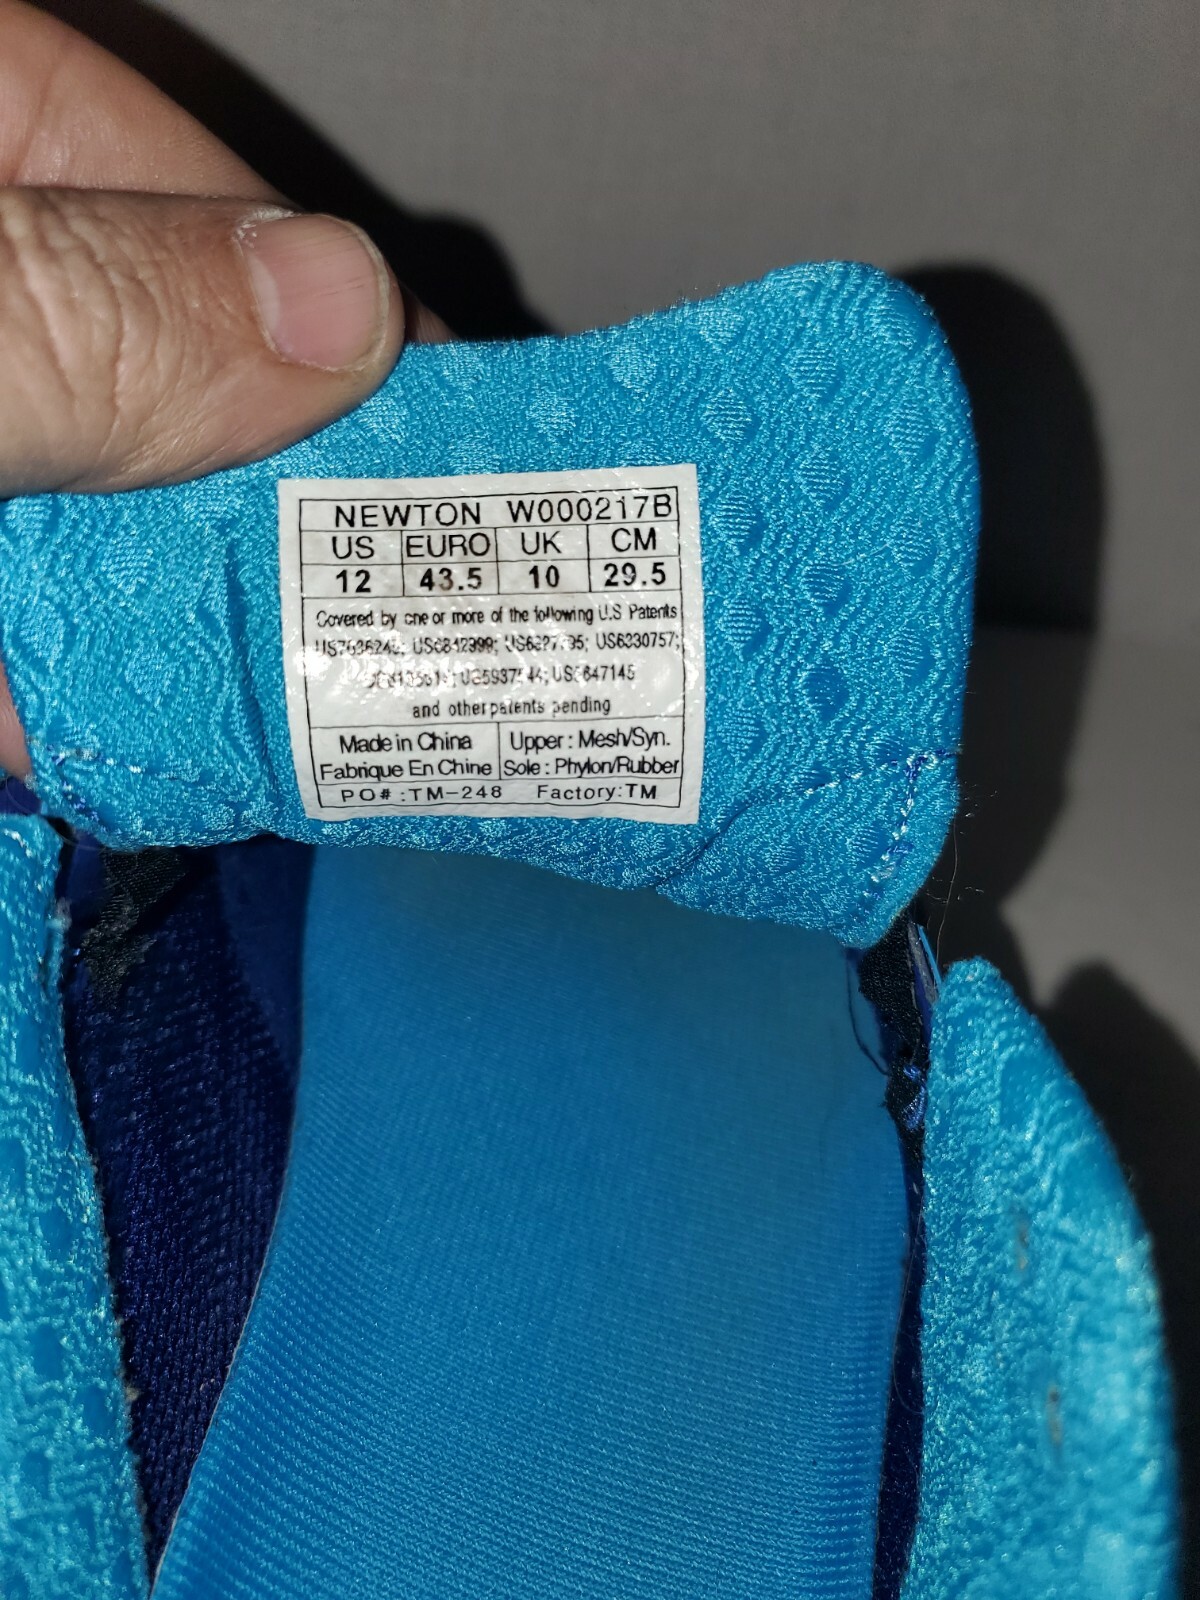 NEWTON W000217B
US EURO UK CM
12 43.5 10 29.5
Covered by one or more of the following U.S Patents
US6330757;
and other patents pending
Made in China Upper : Mesh/Syn.
Fabrique En Chine Sole : Phylon/Rubber
PO# :TM-248 Factory:TM